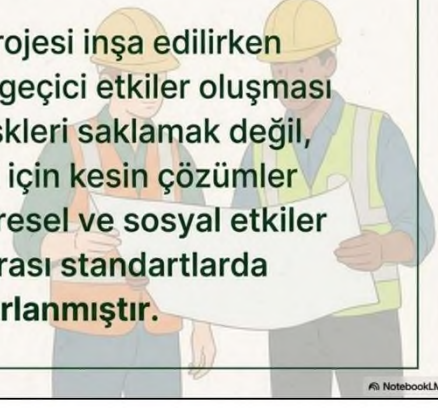 rojesi inşa edilirken
geçici etkiler oluşması
skleri saklamak değil,
için kesin çözümler
resel ve sosyal etkiler
rası standartlarda
rlanmıştır.
NotebookLM